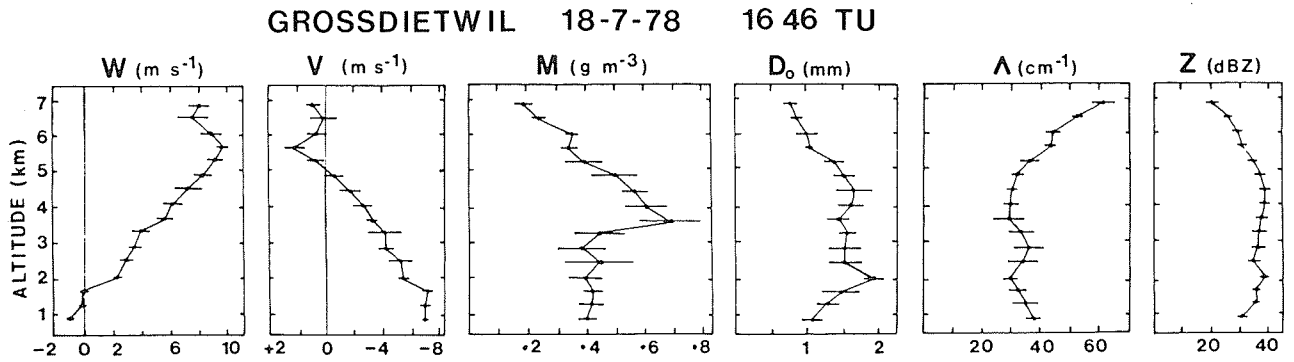 GROSSDIETWIL 18-7-78 16 46 TU
W (m s⁻¹) V (m s⁻¹) M (g m⁻³) D₀ (mm) Λ (cm⁻¹) Z (dBZ)
ALTITUDE (km)
7
6
5
4
3
2
1
2 0 2 6 10 +2 0 -4 -8 .2 .4 .6 .8 1 2 20 40 60 20 40